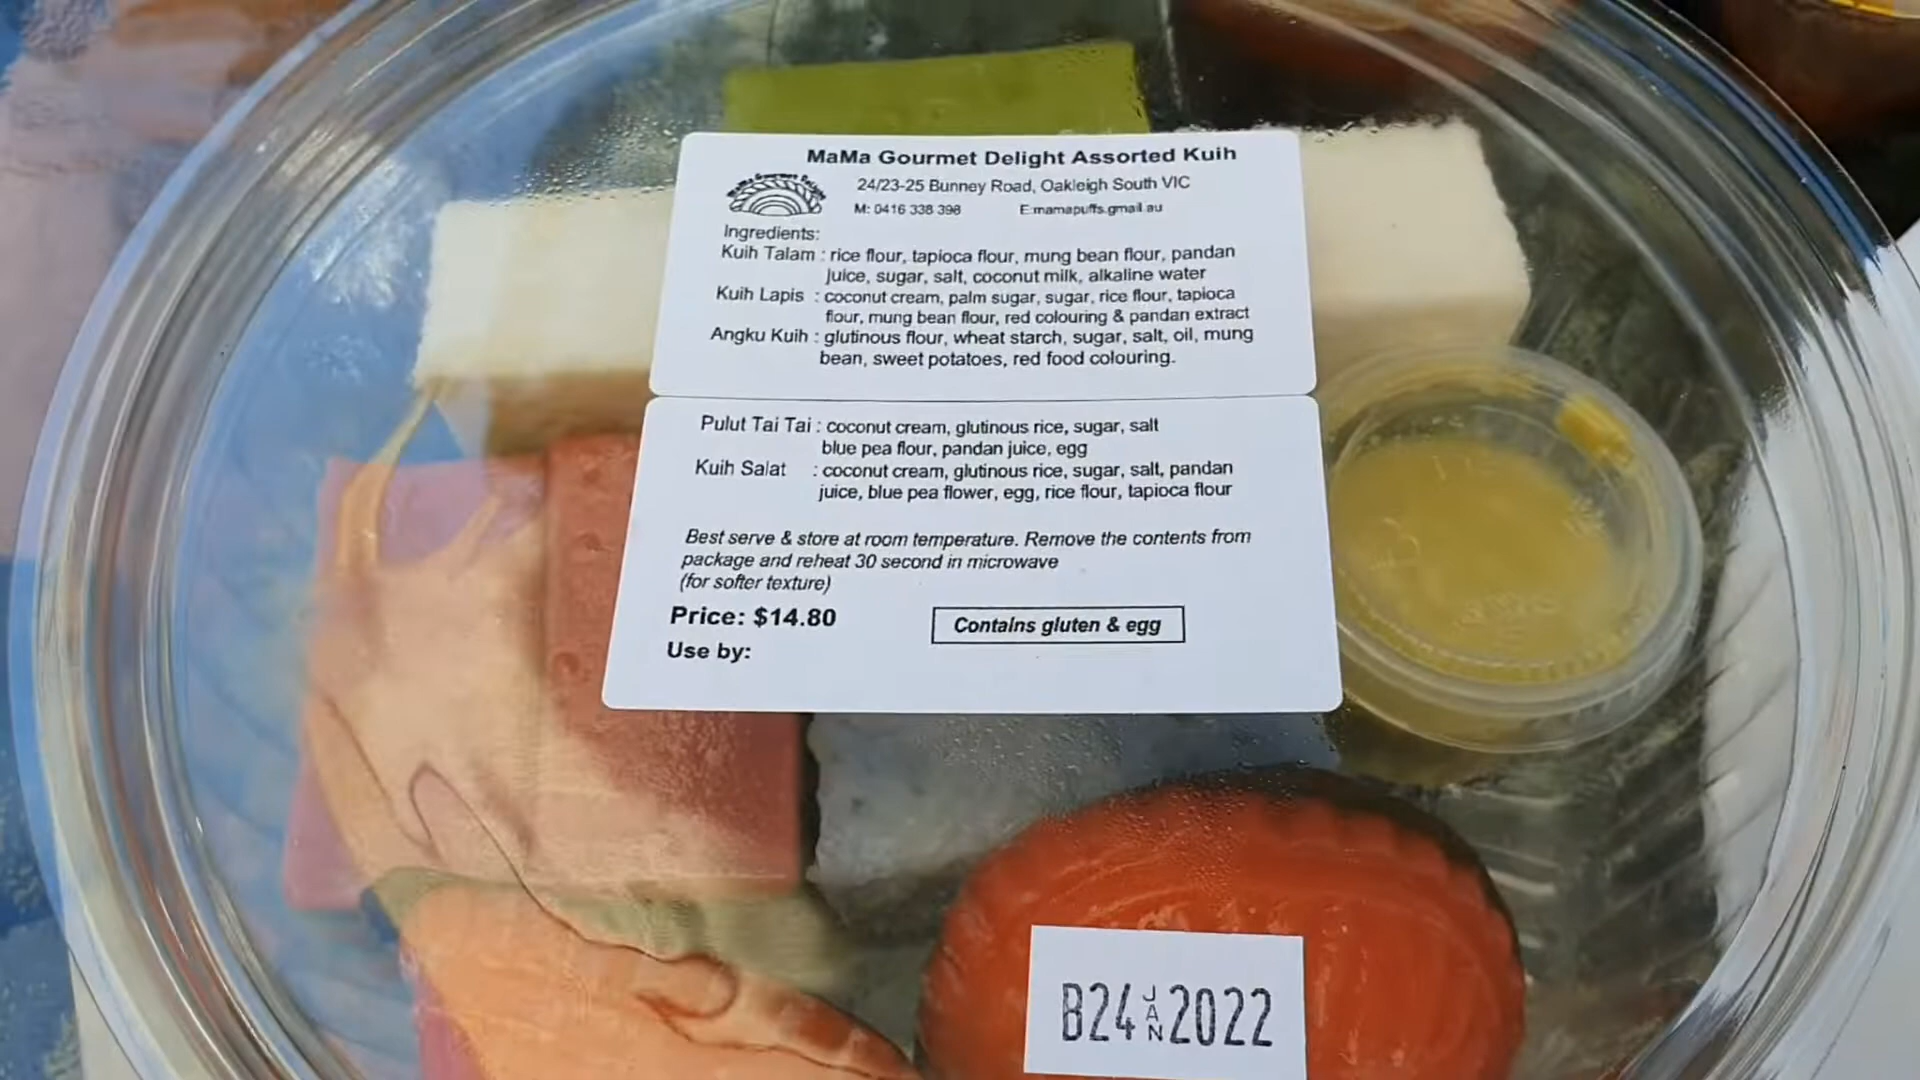 MaMa Gourmet Delight Assorted Kuih
MaMa Gourmet Delight
24/23-25 Bunney Road, Oakleigh South VIC
M: 0416 338 398 E:mamapuffs.gmail.au
Ingredients:
Kuih Talam : rice flour, tapioca flour, mung bean flour, pandan
juice, sugar, salt, coconut milk, alkaline water
Kuih Lapis : coconut cream, palm sugar, sugar, rice flour, tapioca
flour, mung bean flour, red colouring & pandan extract
Angku Kuih : glutinous flour, wheat starch, sugar, salt, oil, mung
bean, sweet potatoes, red food colouring.
Pulut Tai Tai : coconut cream, glutinous rice, sugar, salt
blue pea flour, pandan juice, egg
Kuih Salat : coconut cream, glutinous rice, sugar, salt, pandan
juice, blue pea flower, egg, rice flour, tapioca flour
Best serve & store at room temperature. Remove the contents from
package and reheat 30 second in microwave
(for softer texture)
Price: $14.80
Contains gluten & egg
Use by:
B24 JAN 2022